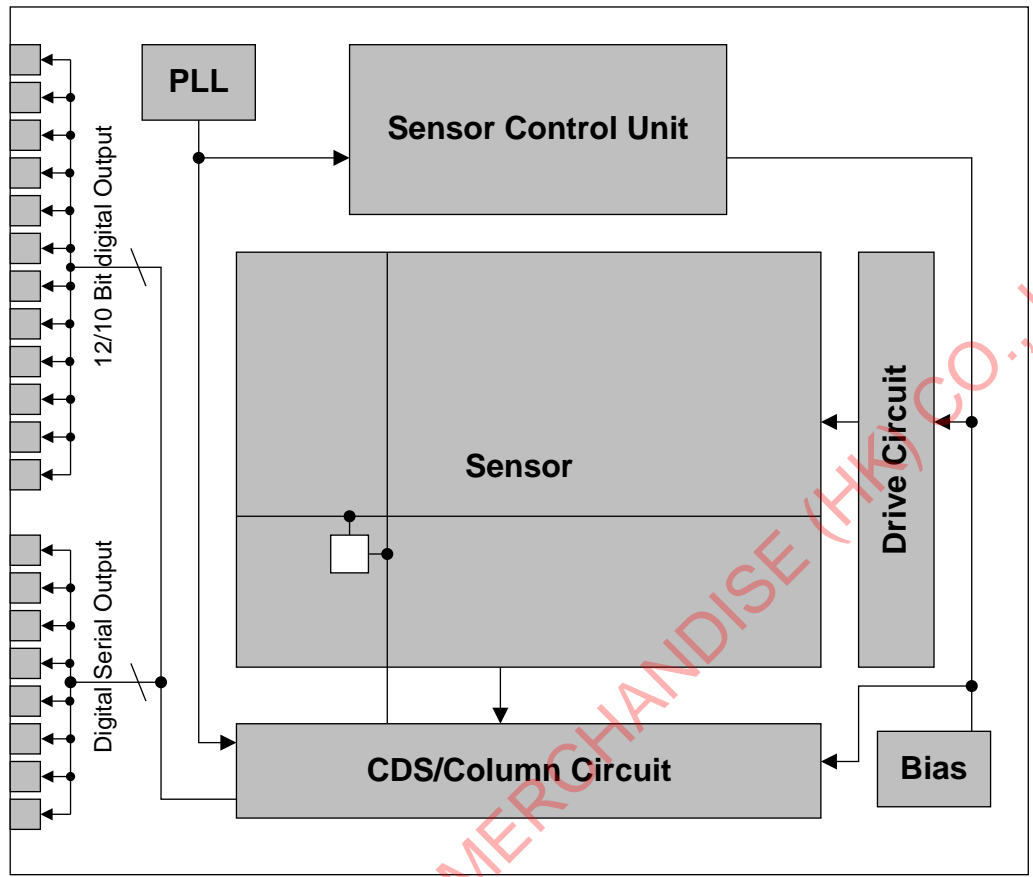 PLL
Sensor Control Unit
12/10 Bit digital Output
Sensor
Drive Circuit
Digital Serial Output
CDS/Column Circuit
Bias
MERCHANDISE (HK) CO.,